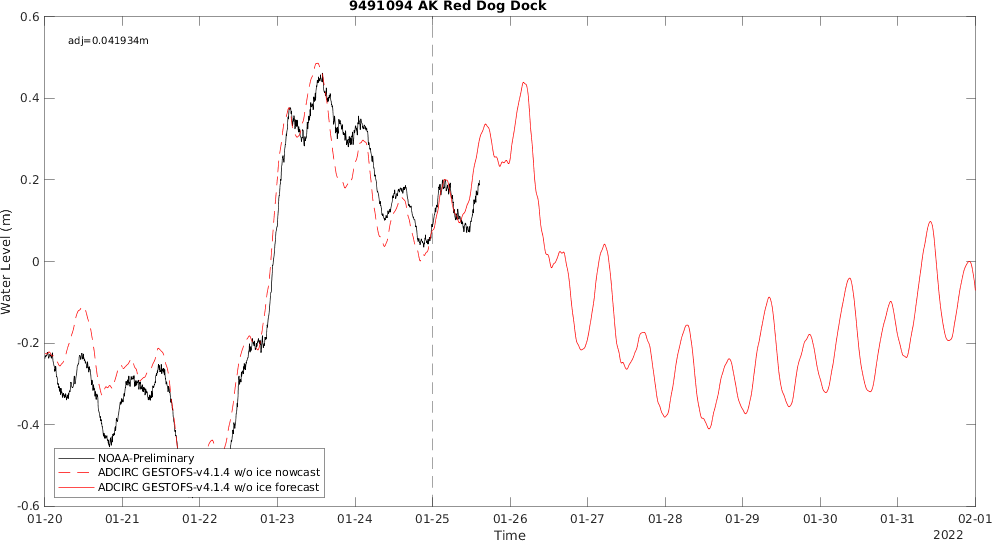 9491094 AK Red Dog Dock
adj=0.041934m
0.6
0.4
0.2
0
-0.2
-0.4
-0.6
Water Level (m)
NOAA-Preliminary
ADCIRC GESTOFS-v4.1.4 w/o ice nowcast
ADCIRC GESTOFS-v4.1.4 w/o ice forecast
01-20 01-21 01-22 01-23 01-24 01-25 01-26 01-27 01-28 01-29 01-30 01-31 02-01
Time
2022